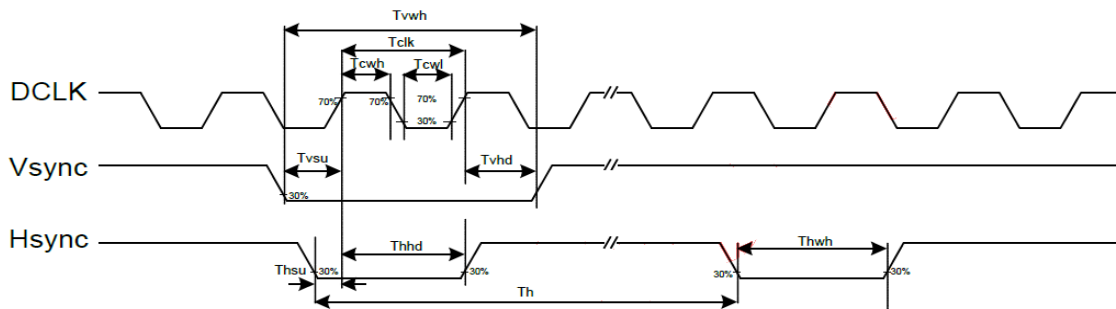 Tvwh
Tclk
Tcwh Tcwl
DCLK
70% 70% 70%
30%
Vsync
Tvsu Tvhd
30%
Hsync
Thhd Thwh
Thsu 30% 30% 30% 30%
Th